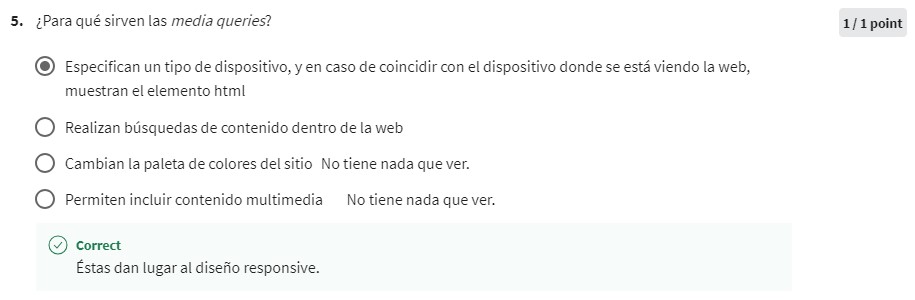 5. ¿Para qué sirven las media queries?
1 / 1 point
Especifican un tipo de dispositivo, y en caso de coincidir con el dispositivo donde se está viendo la web,
muestran el elemento html
Realizan búsquedas de contenido dentro de la web
Cambian la paleta de colores del sitio No tiene nada que ver.
Permiten incluir contenido multimedia No tiene nada que ver.
Correct
Éstas dan lugar al diseño responsive.